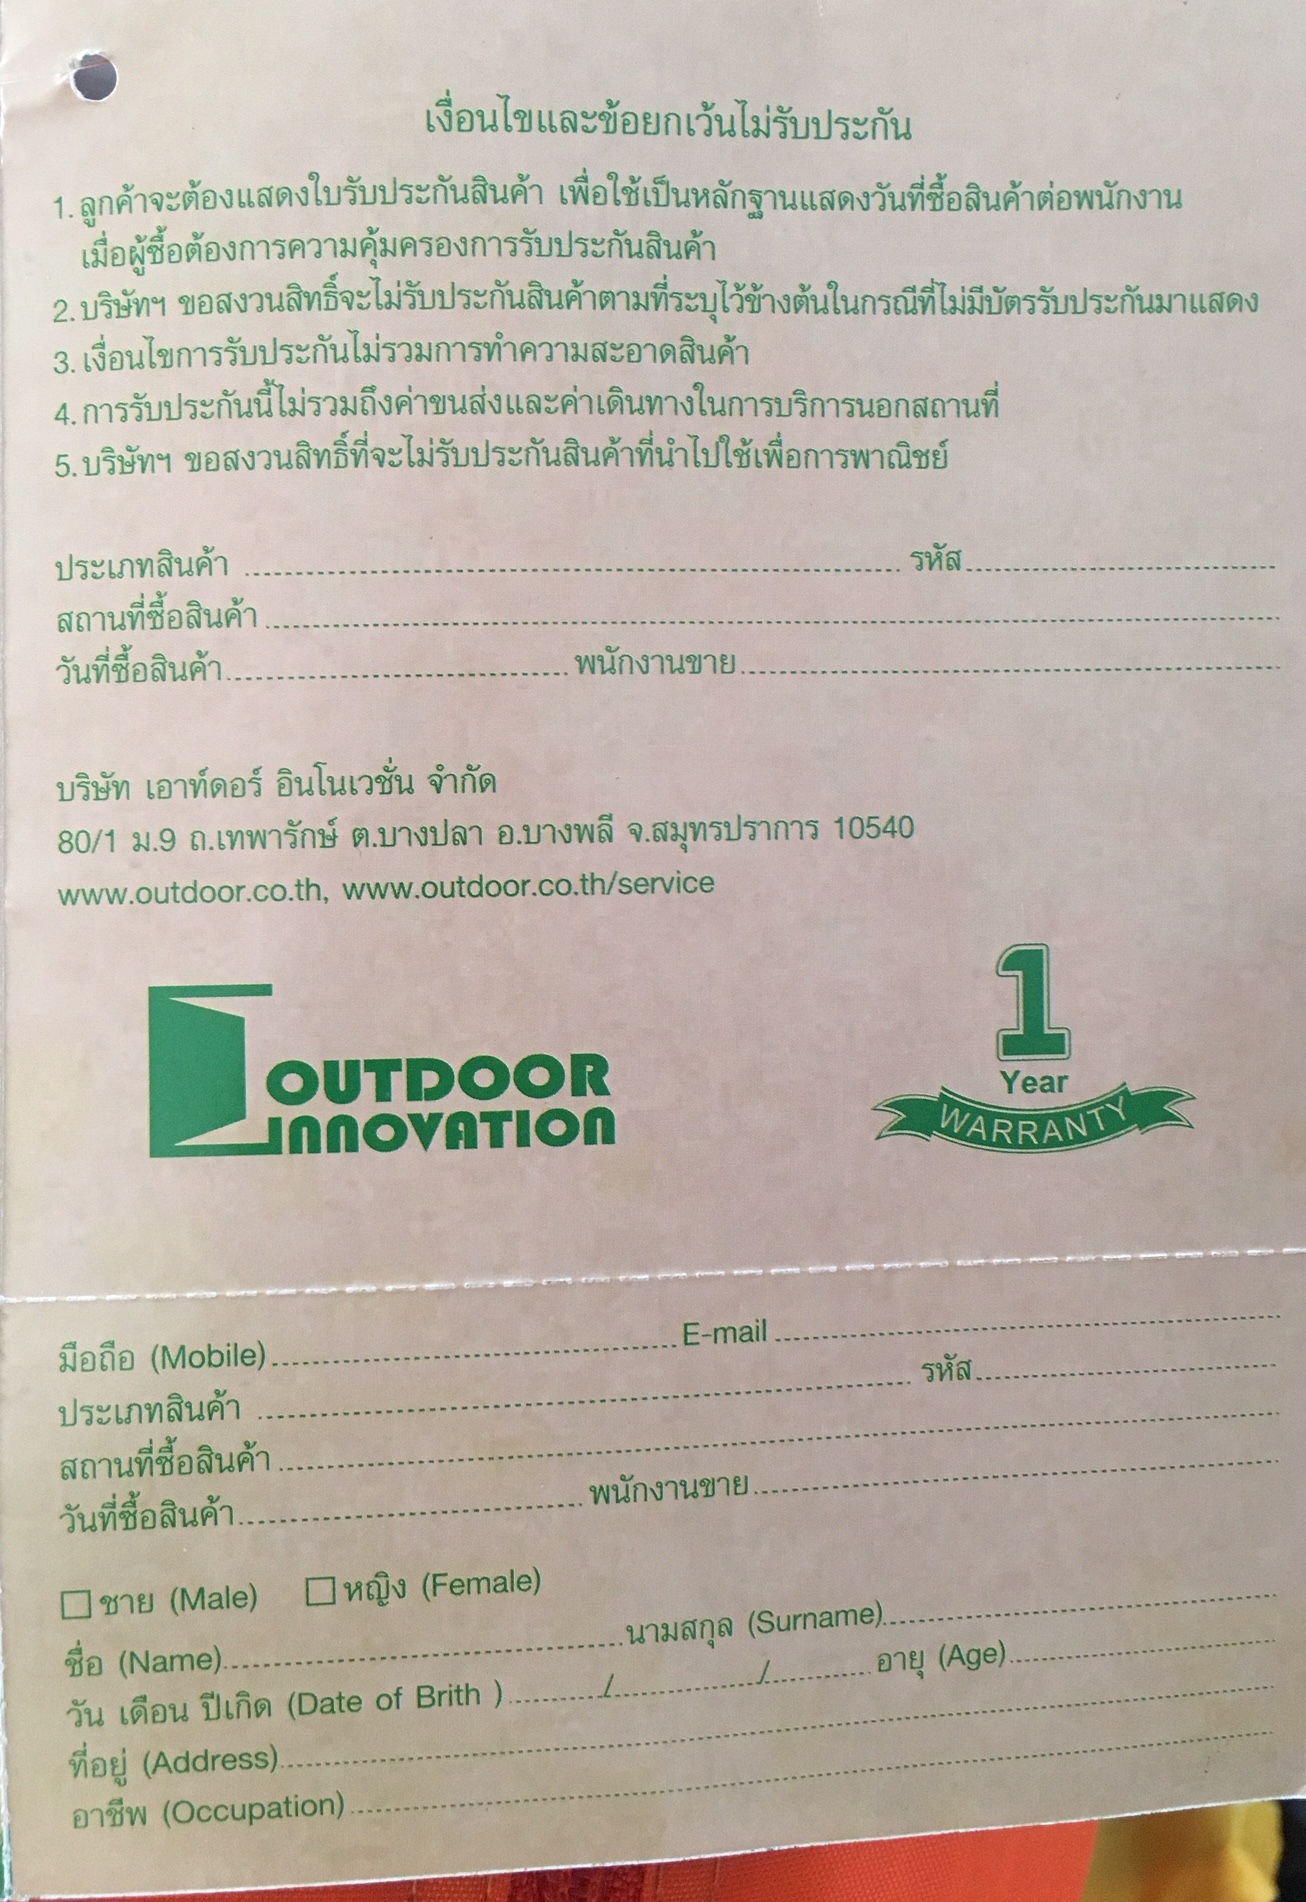 เงื่อนไขและข้อยกเว้นไม่รับประกัน
1. ลูกค้าจะต้องแสดงใบรับประกันสินค้า เพื่อใช้เป็นหลักฐานแสดงวันที่ซื้อสินค้าต่อพนักงาน
เมื่อผู้ซื้อต้องการความคุ้มครองการรับประกันสินค้า
2. บริษัทฯ ขอสงวนสิทธิ์จะไม่รับประกันสินค้าตามที่ระบุไว้ข้างต้นในกรณีที่ไม่มีบัตรรับประกันมาแสดง
3. เงื่อนไขการรับประกันไม่รวมการทำความสะอาดสินค้า
4. การรับประกันนี้ไม่รวมถึงค่าขนส่งและค่าเดินทางในการบริการนอกสถานที่
5. บริษัทฯ ขอสงวนสิทธิ์ที่จะไม่รับประกันสินค้าที่นำไปใช้เพื่อการพาณิชย์
ประเภทสินค้า ........................ รหัส........................
สถานที่ซื้อสินค้า........................
วันที่ซื้อสินค้า........................พนักงานขาย........................
บริษัท เอาท์ดอร์ อินโนเวชั่น จำกัด
80/1 ม.9 ถ.เทพารักษ์ ต.บางปลา อ.บางพลี จ.สมุทรปราการ 10540
www.outdoor.co.th, www.outdoor.co.th/service
OUTDOOR
INNOVATION
1
Year
WARRANTY
มือถือ (Mobile)........................E-mail........................
ประเภทสินค้า ........................ รหัส........................
สถานที่ซื้อสินค้า........................
วันที่ซื้อสินค้า........................พนักงานขาย........................
ชาย (Male) หญิง (Female)
ชื่อ (Name)........................นามสกุล (Surname)........................
วัน เดือน ปีเกิด (Date of Brith )............/............/............อายุ (Age)........................
ที่อยู่ (Address)........................
อาชีพ (Occupation)........................